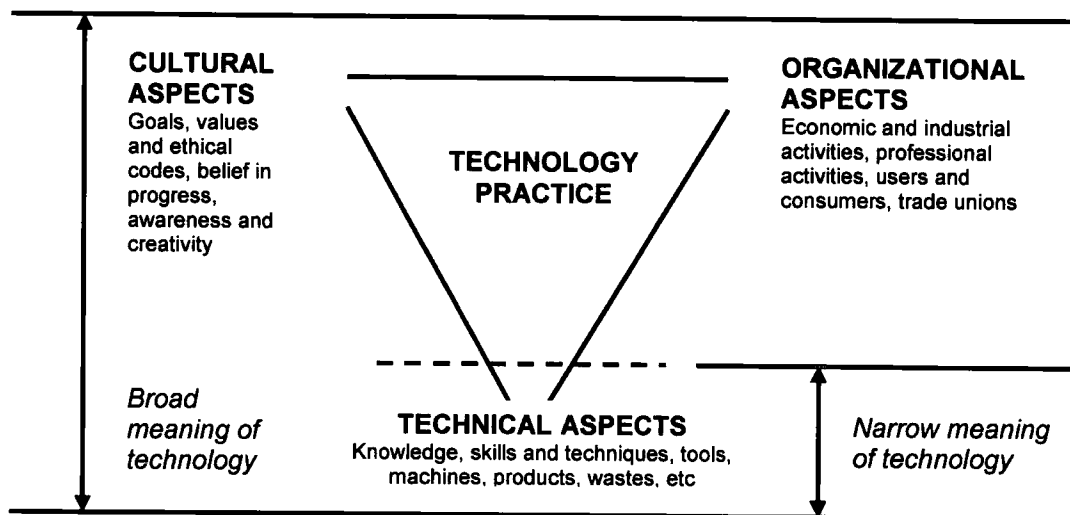 CULTURAL
ASPECTS
Goals, values
and ethical
codes, belief in
progress,
awareness and
creativity
TECHNOLOGY
PRACTICE
ORGANIZATIONAL
ASPECTS
Economic and industrial
activities, professional
activities, users and
consumers, trade unions
Broad
meaning of
technology
TECHNICAL ASPECTS
Knowledge, skills and techniques, tools,
machines, products, wastes, etc
Narrow meaning
of technology